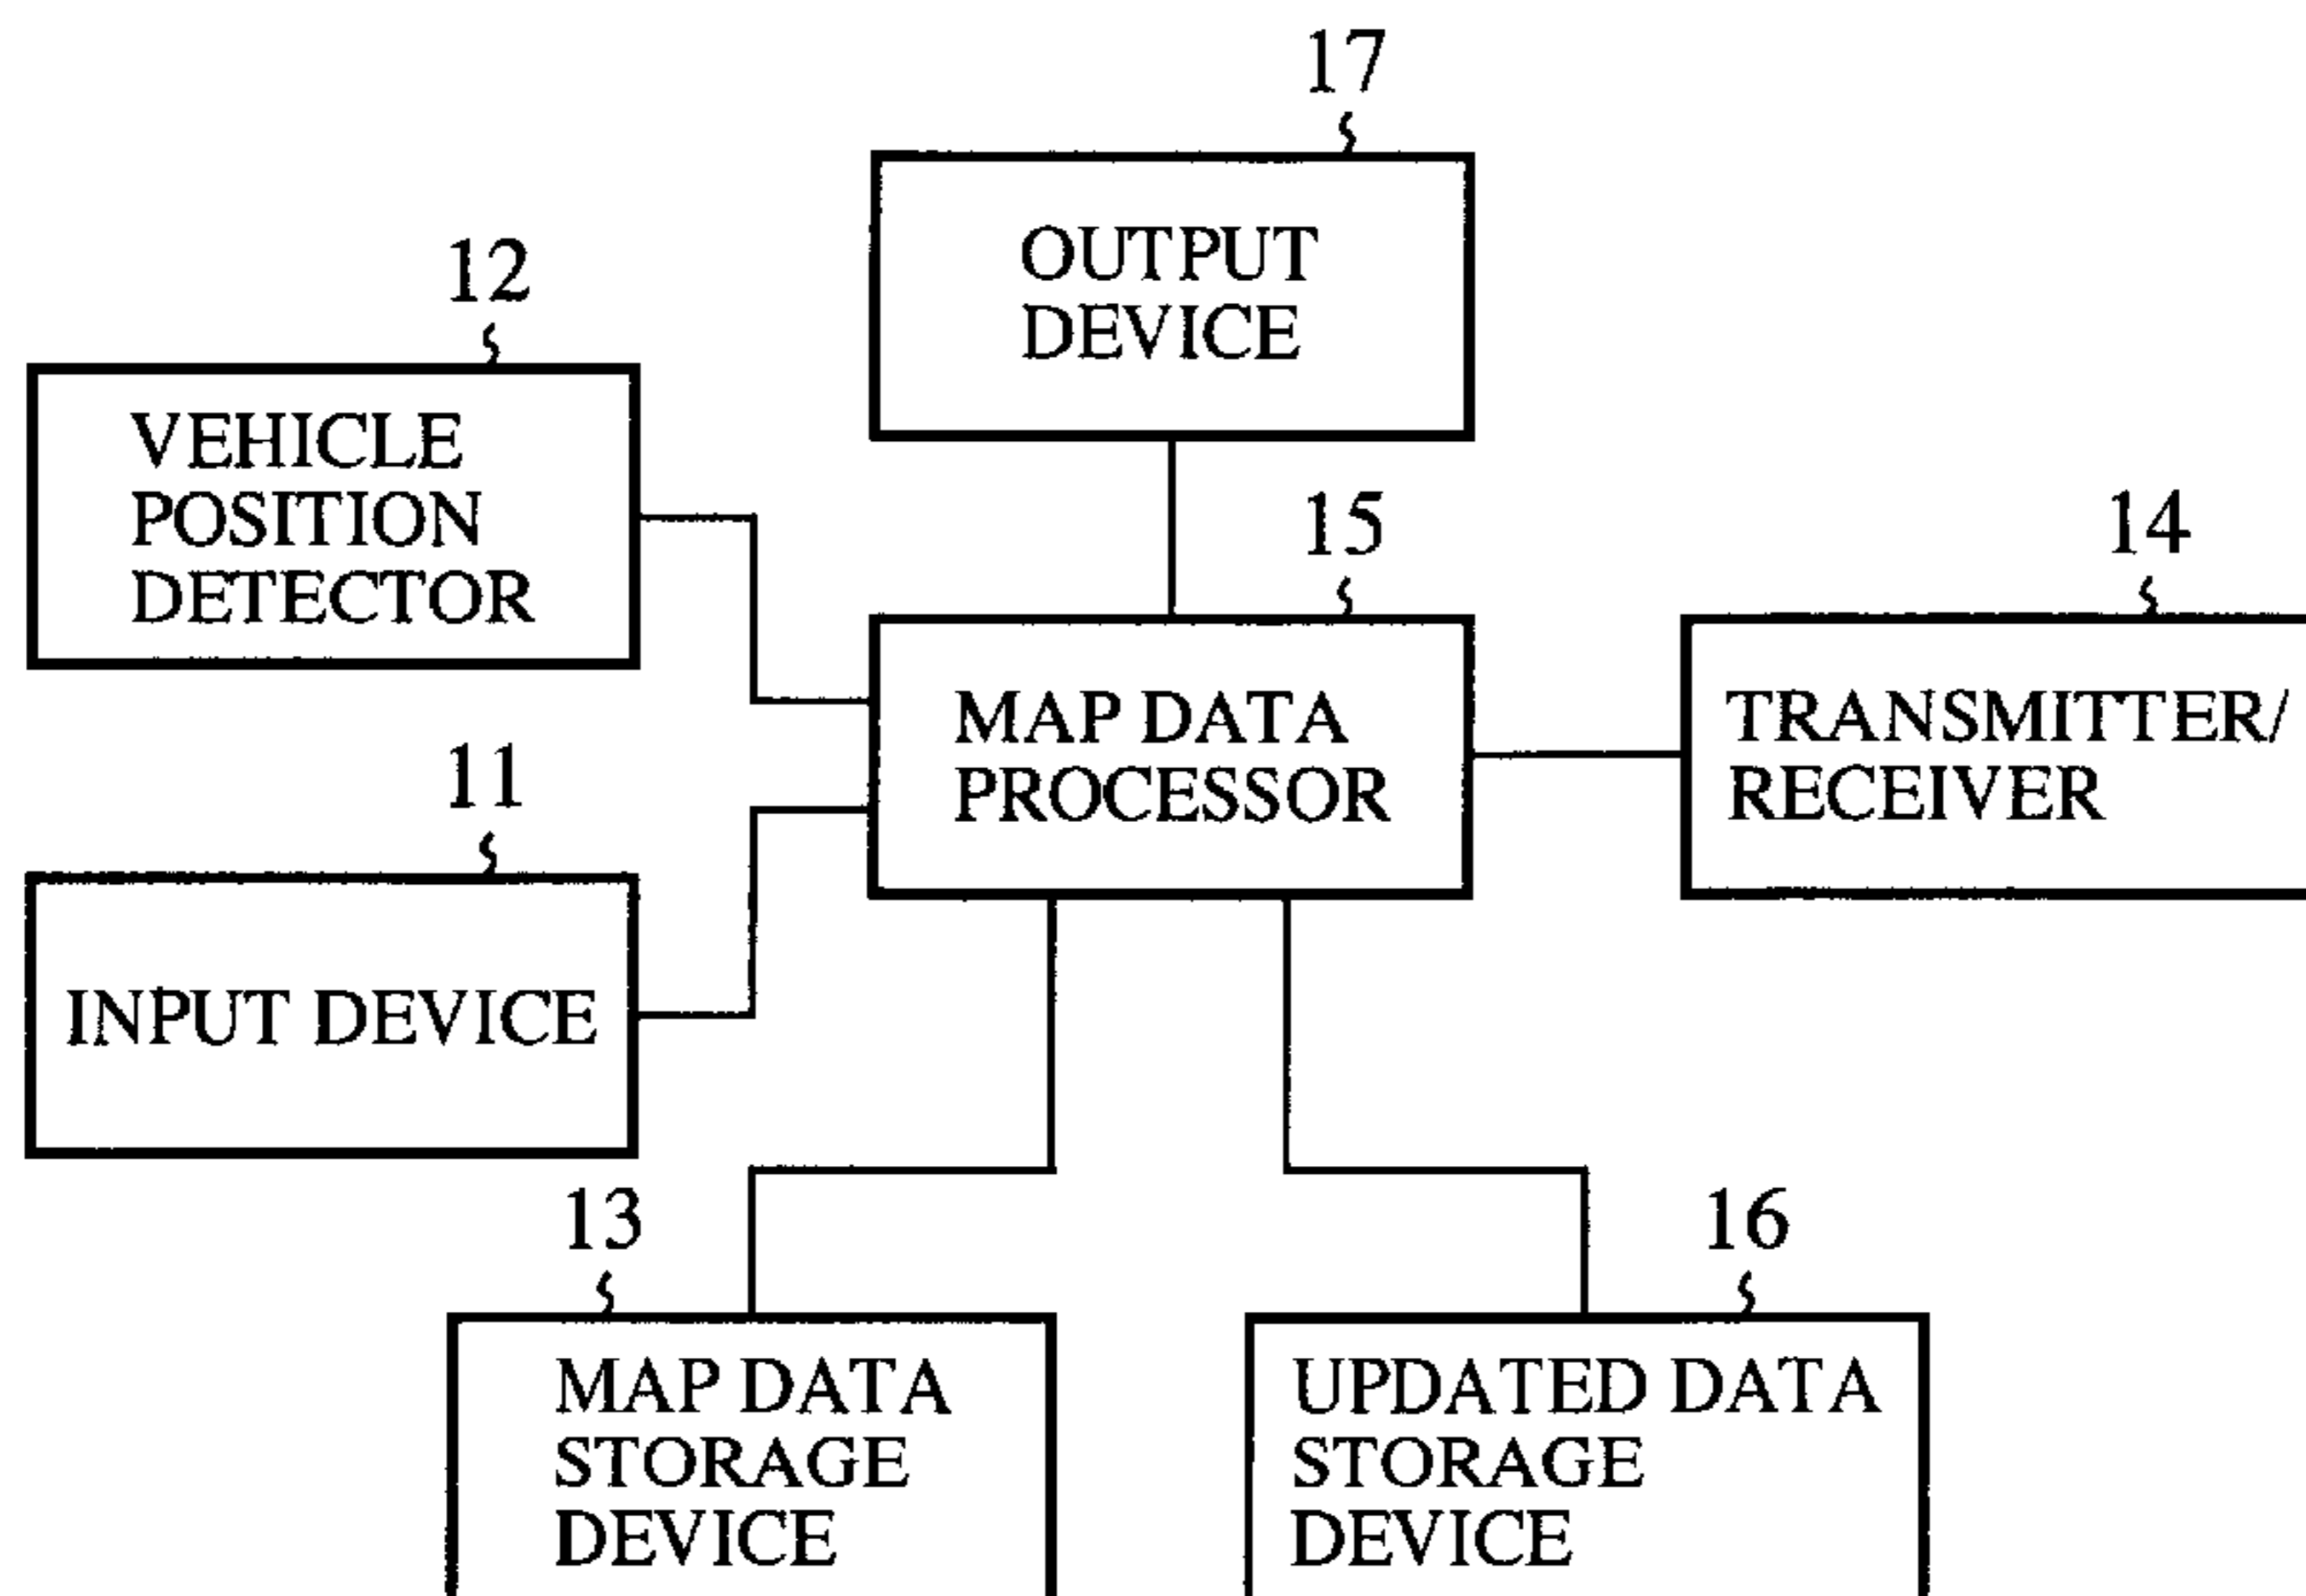 17
OUTPUT
DEVICE
12
VEHICLE
POSITION
DETECTOR
15
MAP DATA
PROCESSOR
14
TRANSMITTER/
RECEIVER
11
INPUT DEVICE
13
MAP DATA
STORAGE
DEVICE
16
UPDATED DATA
STORAGE
DEVICE